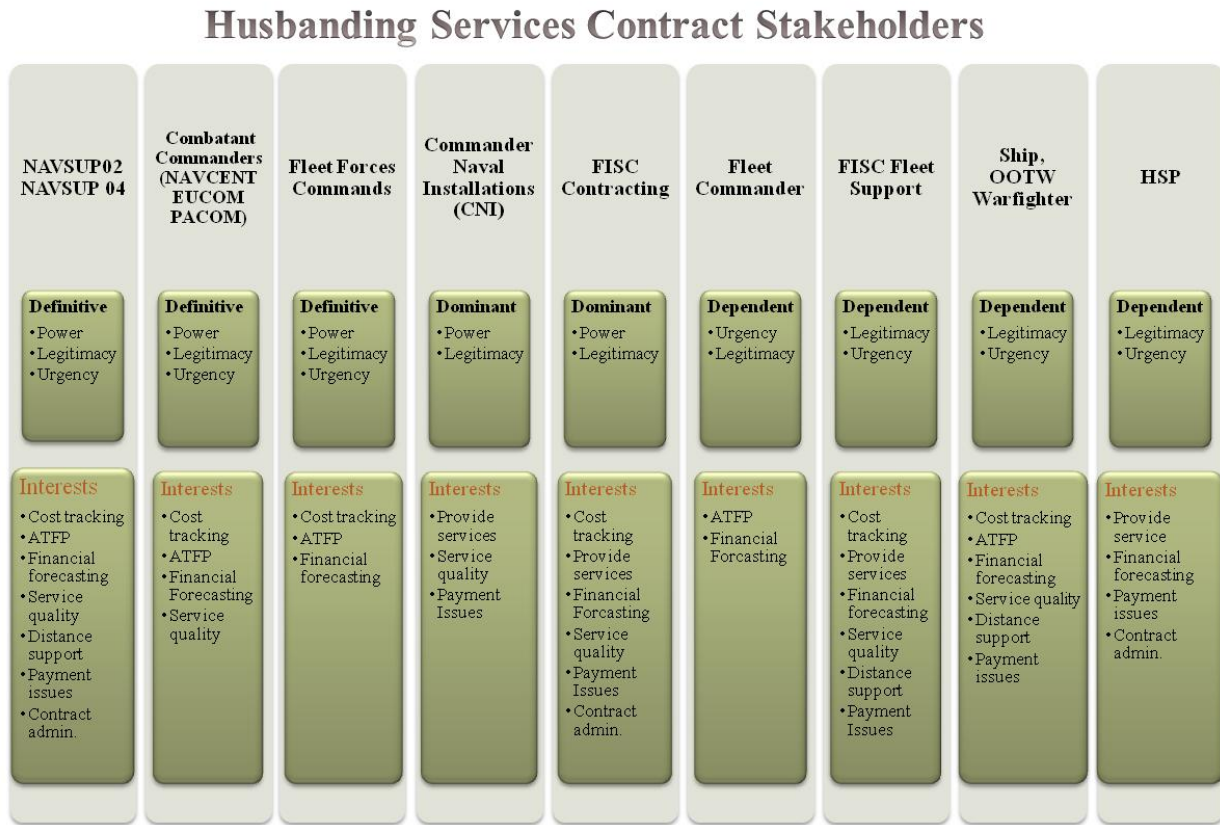 Husbanding Services Contract Stakeholders
NAVSUP02
NAVSUP 04
Definitive
•Power
•Legitimacy
•Urgency
Interests
•Cost tracking
•ATFP
•Financial
forecasting
•Service
quality
•Distance
support
•Payment
issues
•Contract
admin.
Combatant
Commanders
(NAVCENT
EUCOM
PACOM)
Definitive
•Power
•Legitimacy
•Urgency
Interests
•Cost
tracking
•ATFP
•Financial
Forecasting
•Service
quality
Fleet Forces
Commands
Definitive
•Power
•Legitimacy
•Urgency
Interests
•Cost tracking
•ATFP
•Financial
forecasting
Commander
Naval
Installations
(CNI)
Dominant
•Power
•Legitimacy
Interests
•Provide
services
•Service
quality
•Payment
Issues
FISC
Contracting
Dominant
•Power
•Legitimacy
Interests
•Cost
tracking
•Provide
services
•Financial
Forcasting
•Service
quality
•Payment
Issues
•Contract
admin.
Fleet
Commander
Dependent
•Urgency
•Legitimacy
Interests
•ATFP
•Financial
Forcasting
FISC Fleet
Support
Dependent
•Legitimacy
•Urgency
Interests
•Cost
tracking
•Provide
services
•Financial
forecasting
•Service
quality
•Distance
support
•Payment
Issues
Ship,
OOTW
Warfighter
Dependent
•Legitimacy
•Urgency
Interests
•Cost tracking
•ATFP
•Financial
forecasting
•Service quality
•Distance
support
•Payment
issues
HSP
Dependent
•Legitimacy
•Urgency
Interests
•Provide
service
•Financial
forecasting
•Payment
issues
•Contract
admin.